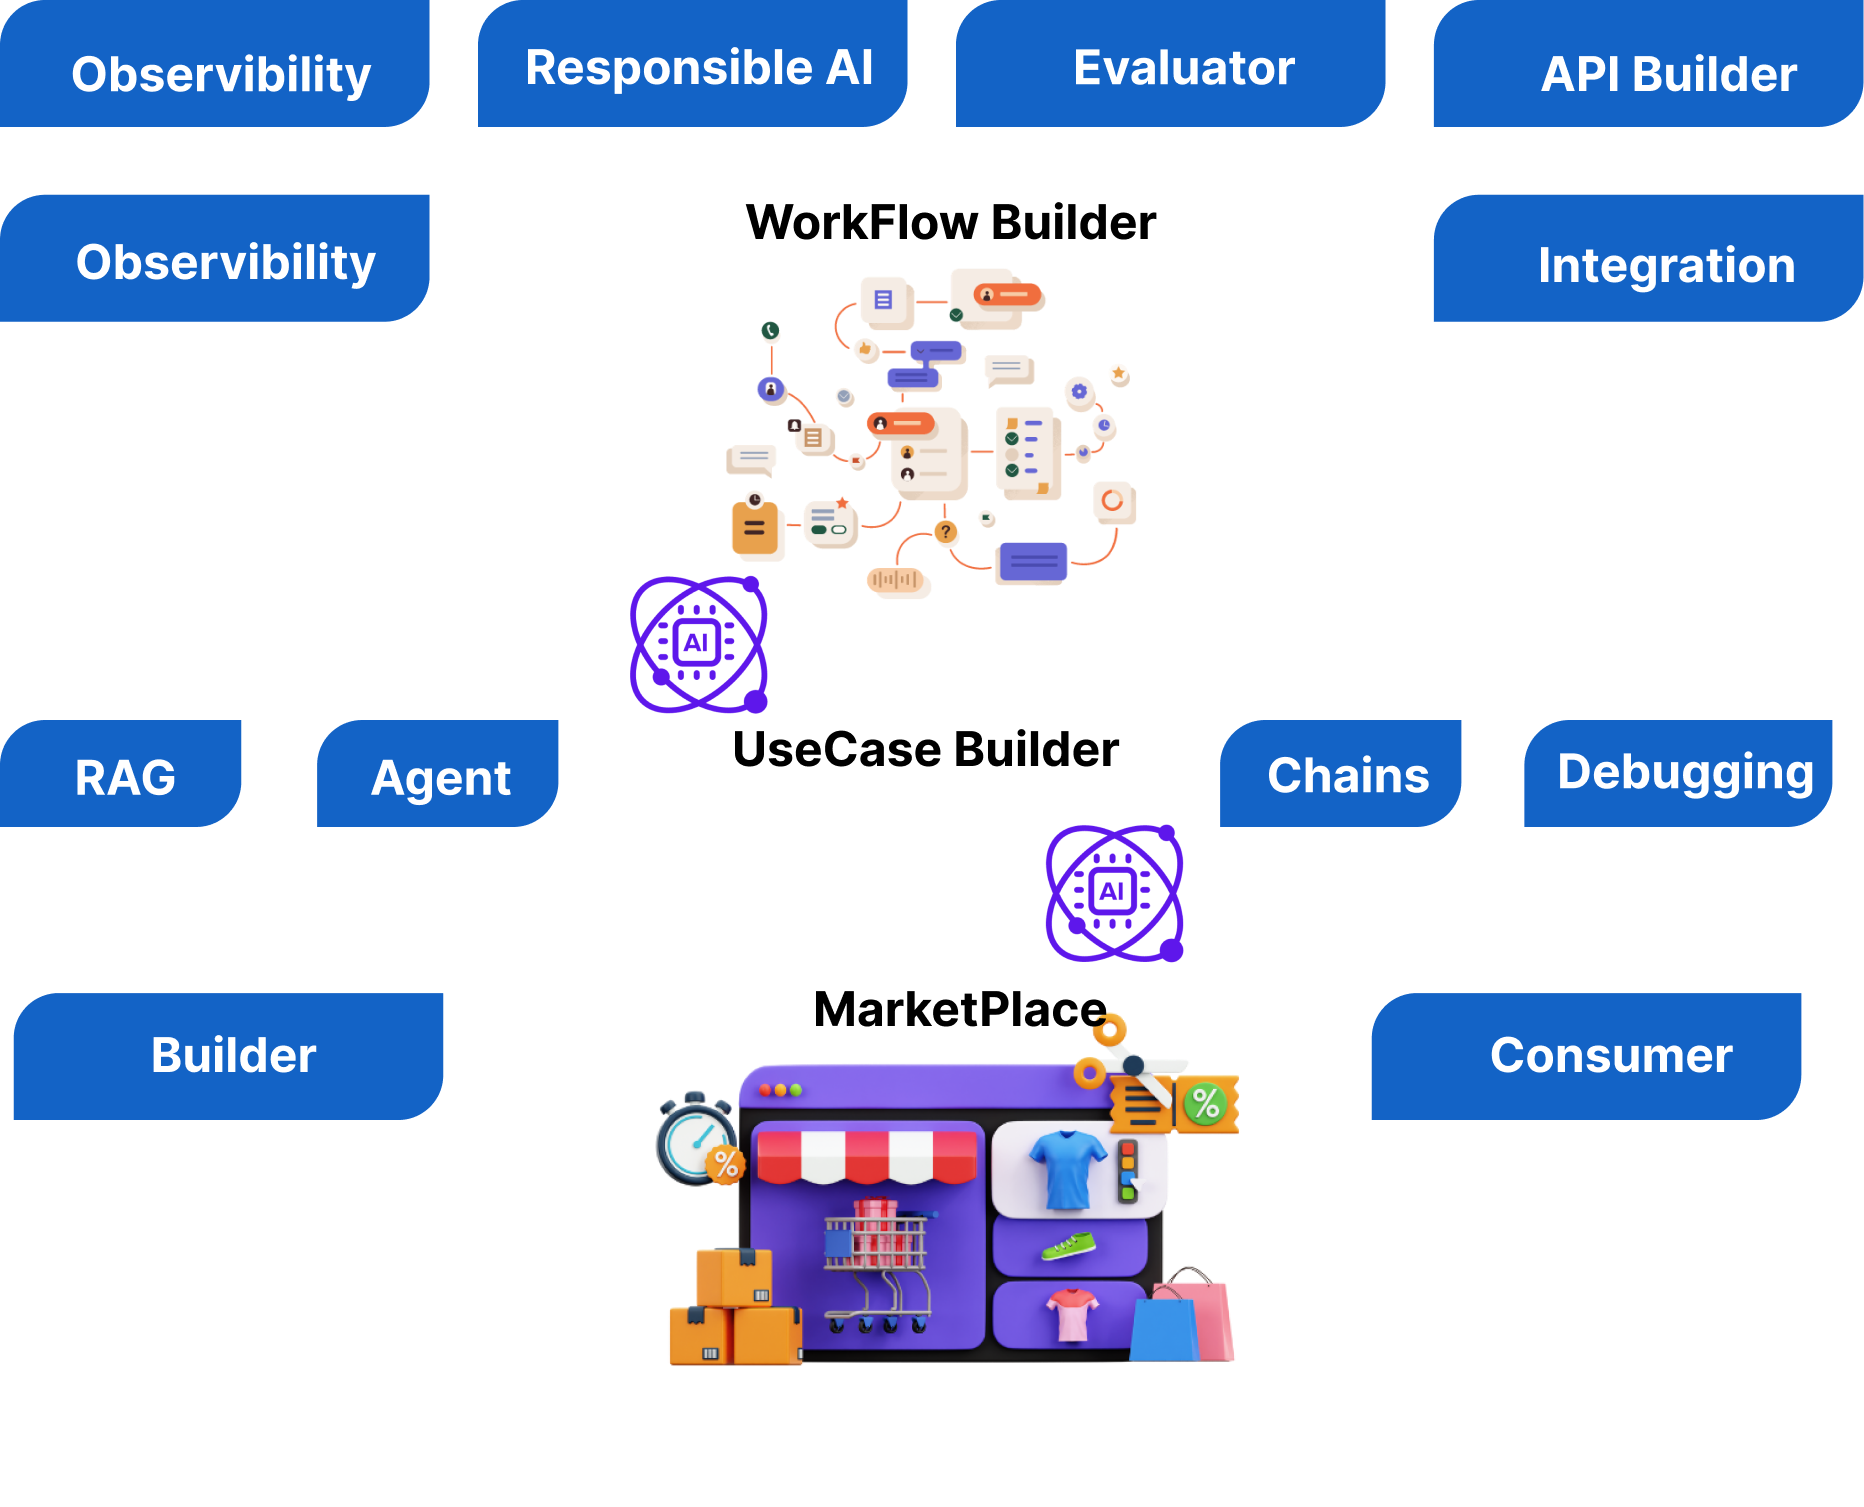 Observibility
Responsible AI
Evaluator
API Builder
Observibility
WorkFlow Builder
Integration
?
AI
RAG
Agent
UseCase Builder
Chains
Debugging
AI
MarketPlace
Builder
Consumer
%
%